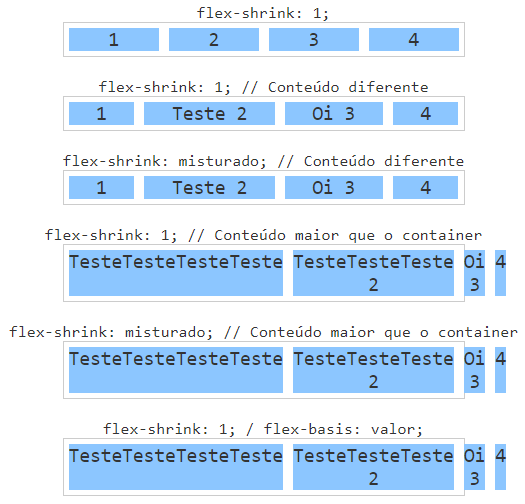 flex-shrink: 1;
1 2 3 4
flex-shrink: 1; // Conteúdo diferente
1 Teste 2 Oi 3 4
flex-shrink: misturado; // Conteúdo diferente
1 Teste 2 Oi 3 4
flex-shrink: 1; // Conteúdo maior que o container
TesteTesteTesteTeste TesteTesteTeste Oi 4
2 3
flex-shrink: misturado; // Conteúdo maior que o container
TesteTesteTesteTeste TesteTesteTeste Oi 4
2 3
flex-shrink: 1; / flex-basis: valor;
TesteTesteTesteTeste TesteTesteTeste Oi 4
2 3